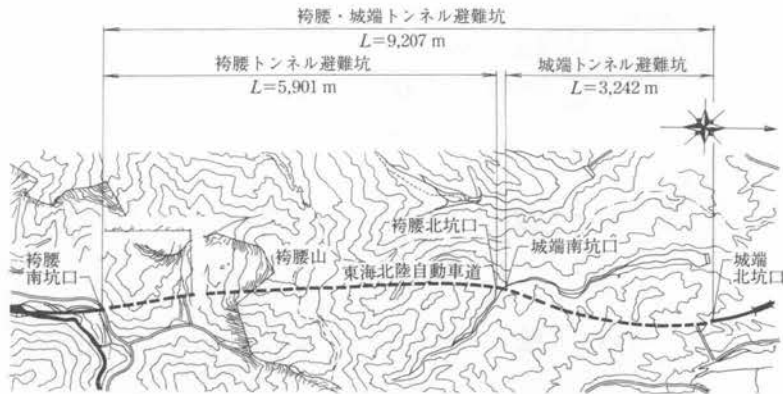 袴腰・城端トンネル避難坑
L=9,207 m
袴腰トンネル避難坑
L=5,901 m
城端トンネル避難坑
L=3,242 m
袴腰北坑口
城端南坑口
袴腰
南坑口
袴腰山
東海北陸自動車道
城端
北坑口